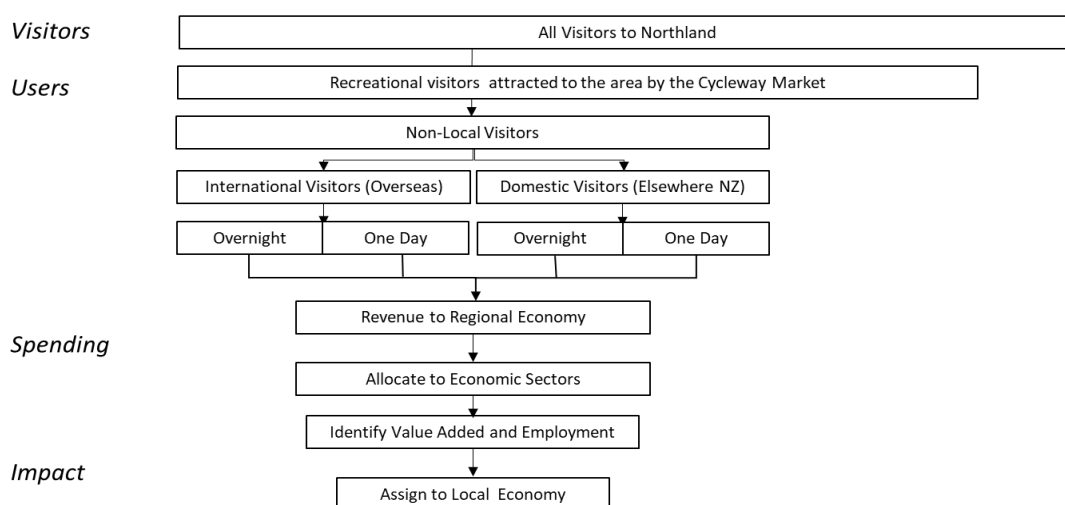 Visitors
All Visitors to Northland
Users
Recreational visitors attracted to the area by the Cycleway Market
Non-Local Visitors
International Visitors (Overseas)
Domestic Visitors (Elsewhere NZ)
Overnight
One Day
Overnight
One Day
Revenue to Regional Economy
Spending
Allocate to Economic Sectors
Identify Value Added and Employment
Impact
Assign to Local Economy